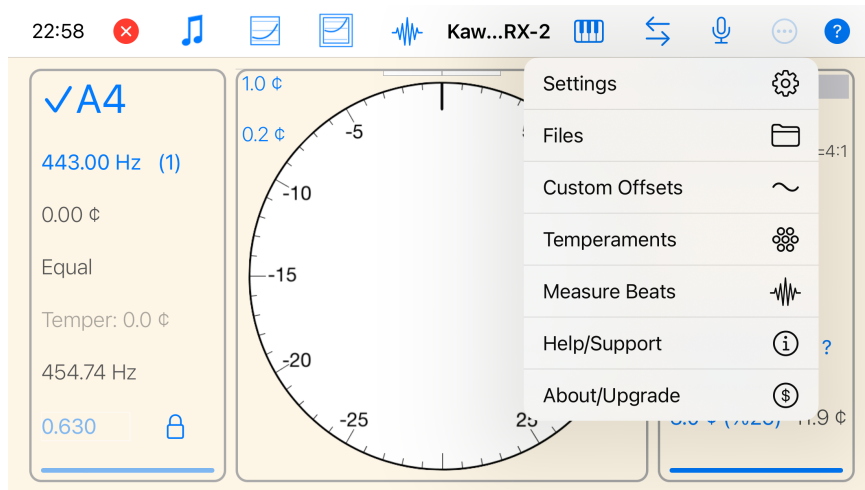 22:58 Kaw...RX-2 ?
✓A4
443.00 Hz (1)
0.00 ¢
Equal
Temper: 0.0 ¢
454.74 Hz
0.630
1.0 ¢
0.2 ¢
-5
-10
-15
-20
-25
Settings
Files
Custom Offsets
Temperaments
Measure Beats
Help/Support
About/Upgrade $
=4:1
?